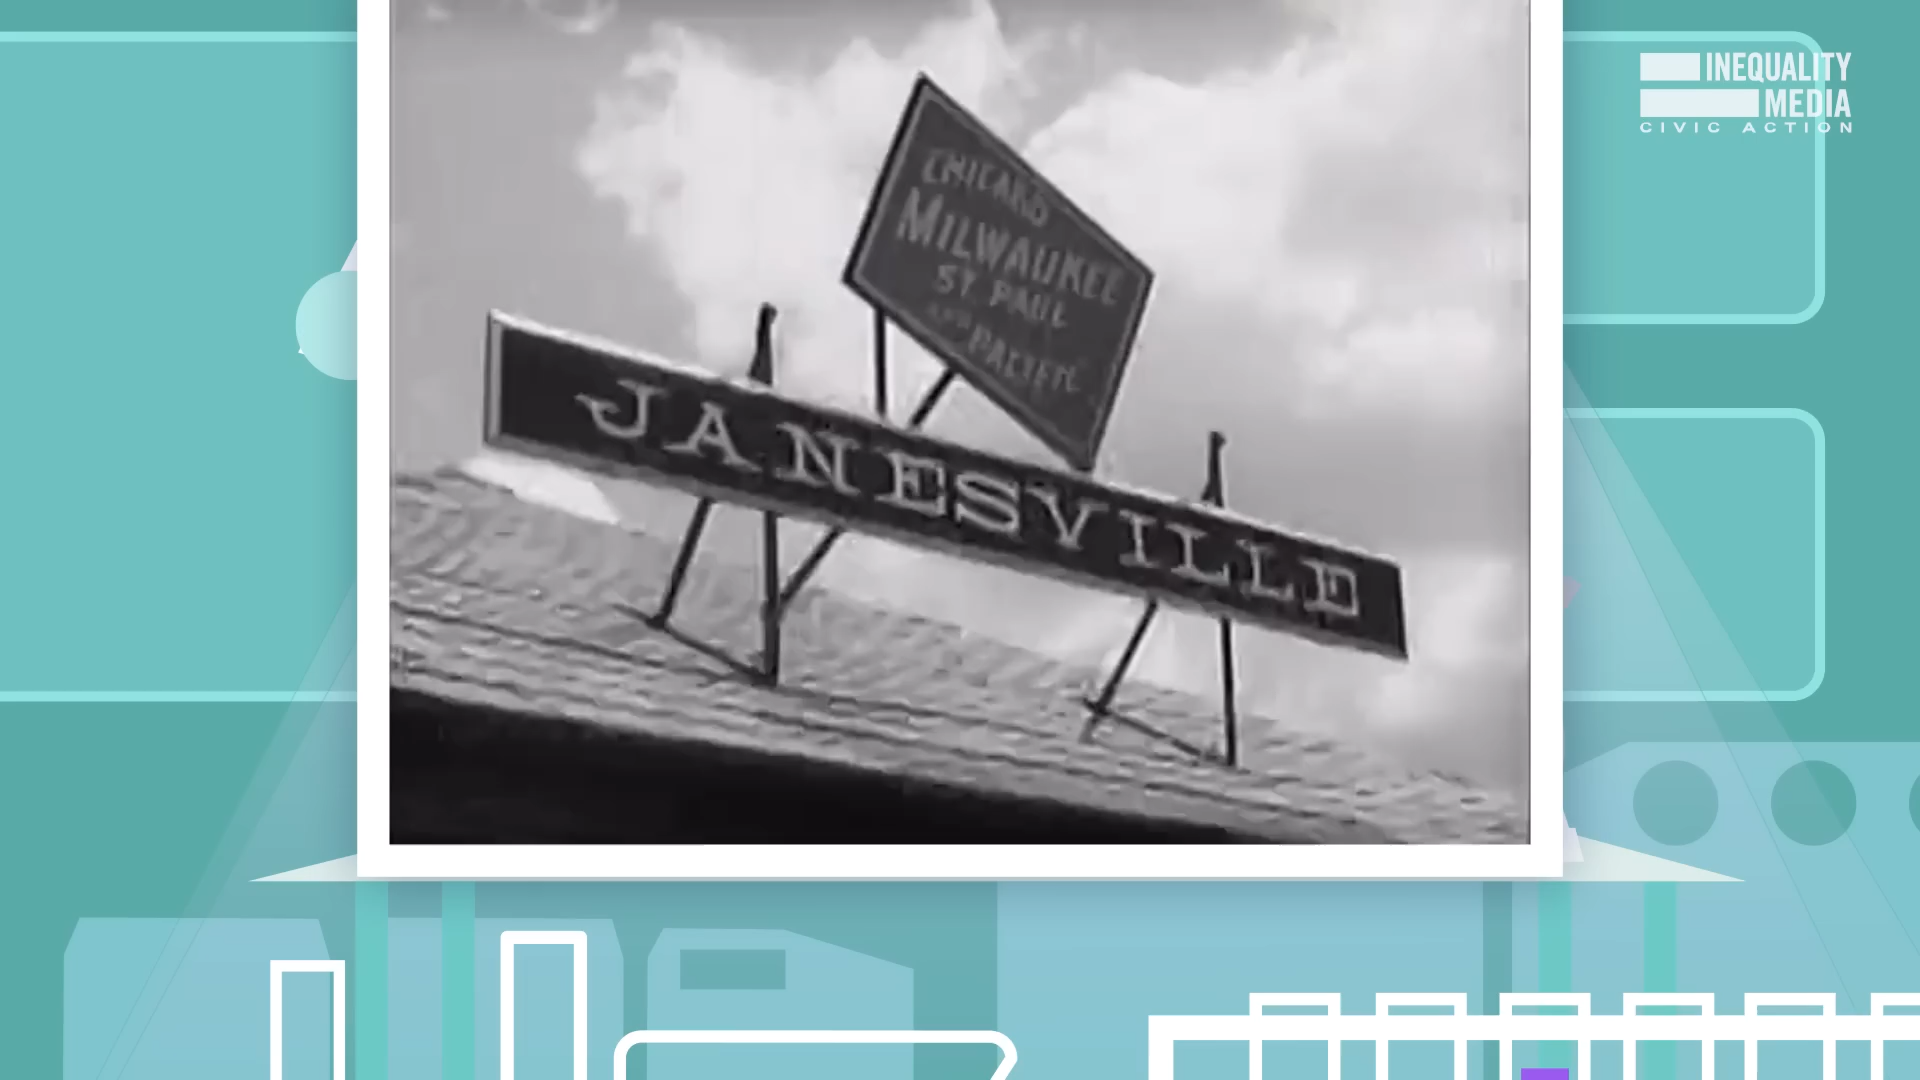 INEQUALITY
MEDIA
CIVIC ACTION
CHICAGO
MILWAUKEE
ST. PAUL
AND PACIFIC
JANESVILLE